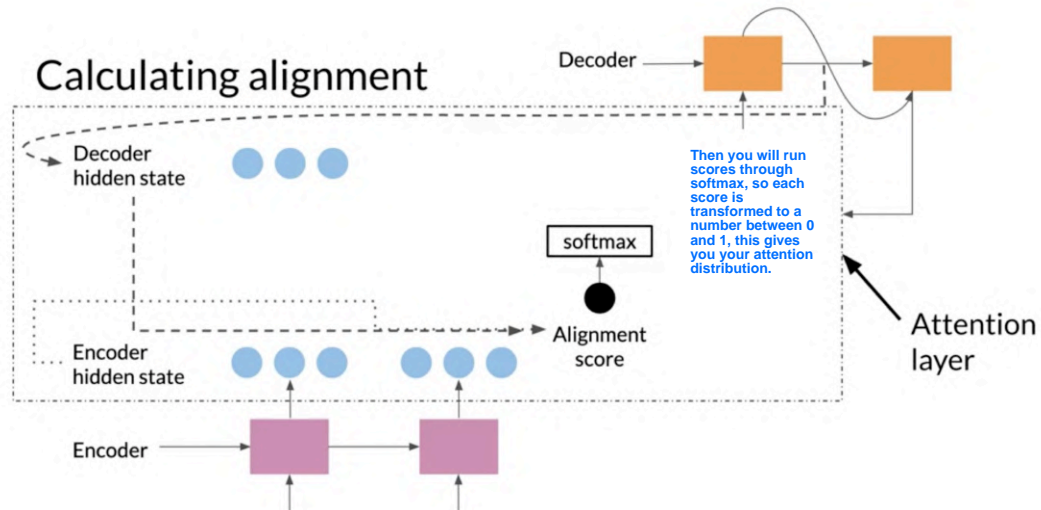 Decoder
Calculating alignment
Decoder
hidden state
Then you will run
scores through
softmax, so each
score is
transformed to a
number between 0
and 1, this gives
you your attention
distribution.
softmax
Alignment
score
Attention
layer
Encoder
hidden state
Encoder